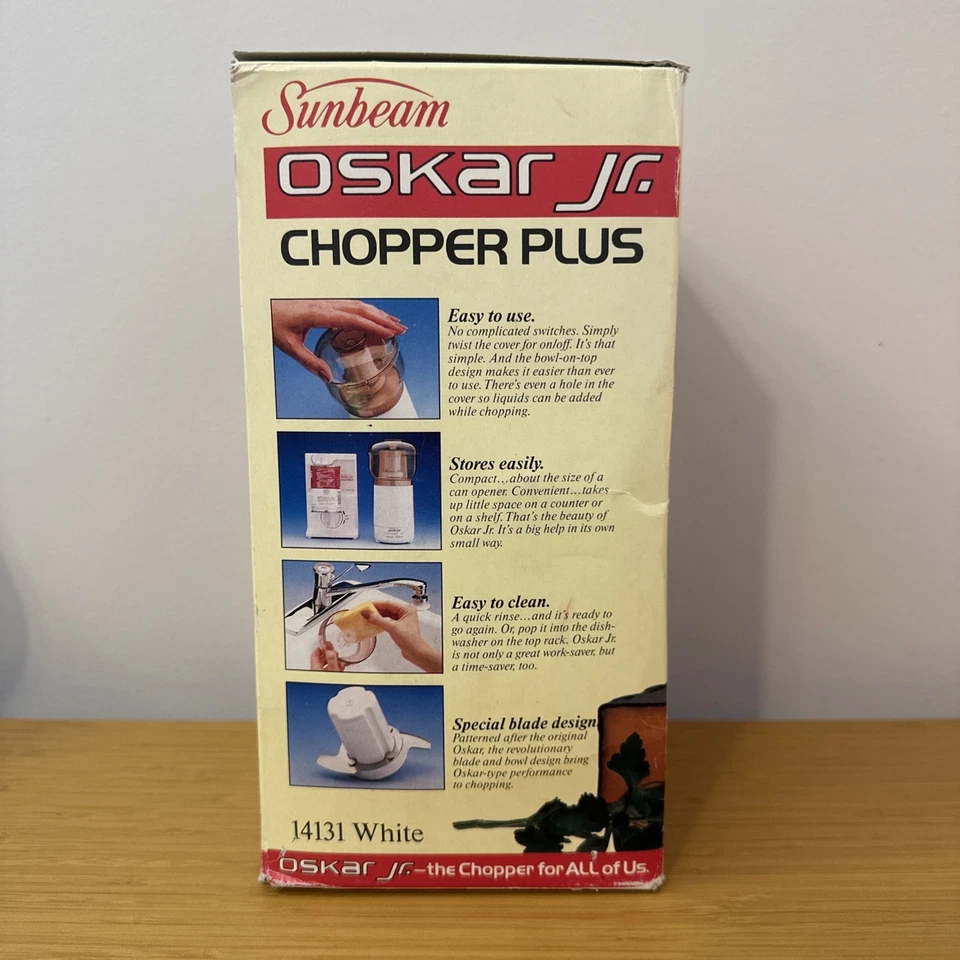 Sunbeam
OSKAR Jr.
CHOPPER PLUS
Easy to use.
No complicated switches. Simply
twist the cover for on/off. It's that
simple. And the bowl-on-top
design makes it easier than ever
to use. There's even a hole in the
cover so liquids can be added
while chopping.
Stores easily.
Compact...about the size of a
can opener. Convenient...takes
up little space on a counter or
on a shelf. That's the beauty of
Oskar Jr. It's a big help in its own
small way.
Easy to clean.
A quick rinse...and it's ready to
go again. Or, pop it into the dish-
washer on the top rack. Oskar Jr.
is not only a great work-saver, but
a time-saver, too.
Special blade design.
Patterned after the original
Oskar, the revolutionary
blade and bowl design bring
Oskar-type performance
to chopping.
14131 White
OSKAR Jr.—the Chopper for ALL of Us.